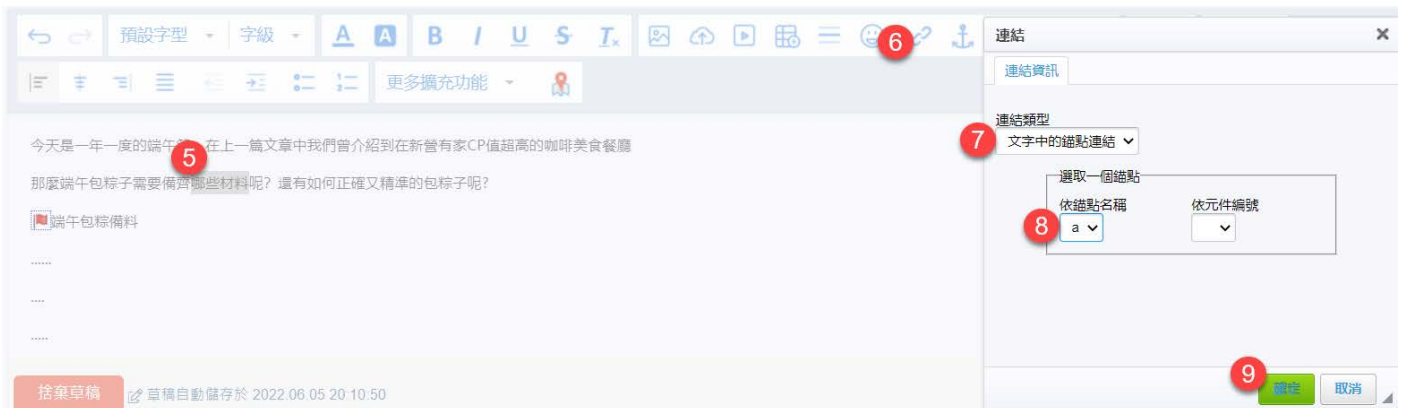 預設字型 字級 A A B I U S Tx
6
更多擴充功能
今天是一年一度的端午節，在上一篇文章中我們曾介紹到在新營有家CP值超高的咖啡美食餐廳
5
那麼端午包粽子需要備齊哪些材料呢? 還有如何正確又精準的包粽子呢?
端午包粽備料
......
....
.....
捨棄草稿 草稿自動儲存於 2022.06.05 20:10:50
連結
連結資訊
連結類型
7 文字中的錨點連結
選取一個錨點
依錨點名稱 依元件編號
8 a
9
確定 取消